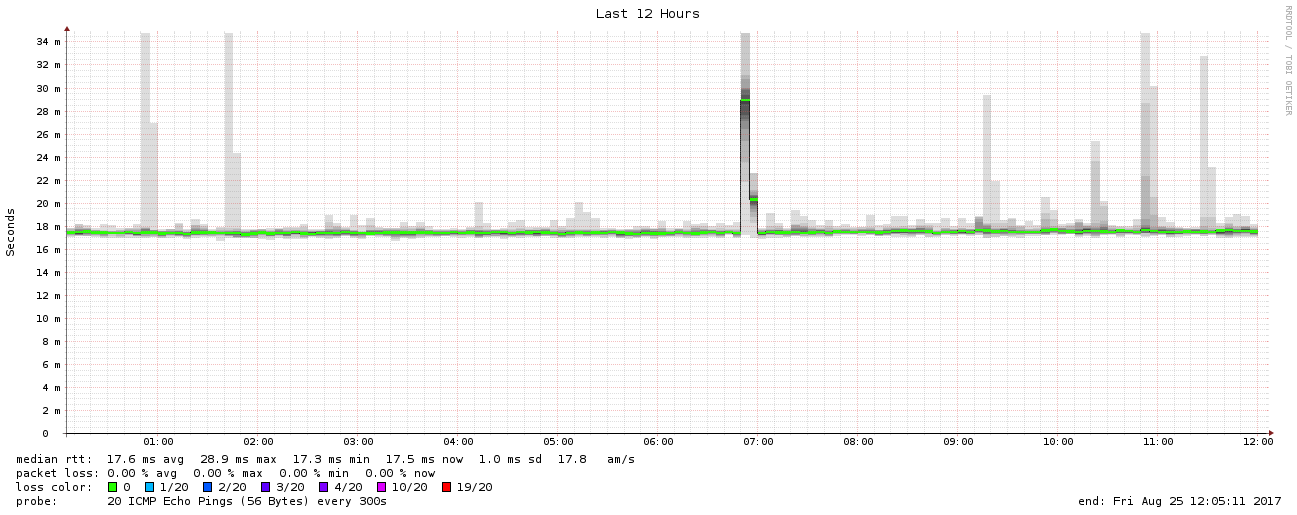 Last 12 Hours
RRDTOOL / TOBI OETIKER
Seconds
34 m
32 m
30 m
28 m
26 m
24 m
22 m
20 m
18 m
16 m
14 m
12 m
10 m
8 m
6 m
4 m
2 m
0
01:00 02:00 03:00 04:00 05:00 06:00 07:00 08:00 09:00 10:00 11:00 12:00
median rtt: 17.6 ms avg 28.9 ms max 17.3 ms min 17.5 ms now 1.0 ms sd 17.8 am/s
packet loss: 0.00 % avg 0.00 % max 0.00 % min 0.00 % now
loss color: 0 1/20 2/20 3/20 4/20 10/20 19/20
probe: 20 ICMP Echo Pings (56 Bytes) every 300s end: Fri Aug 25 12:05:11 2017